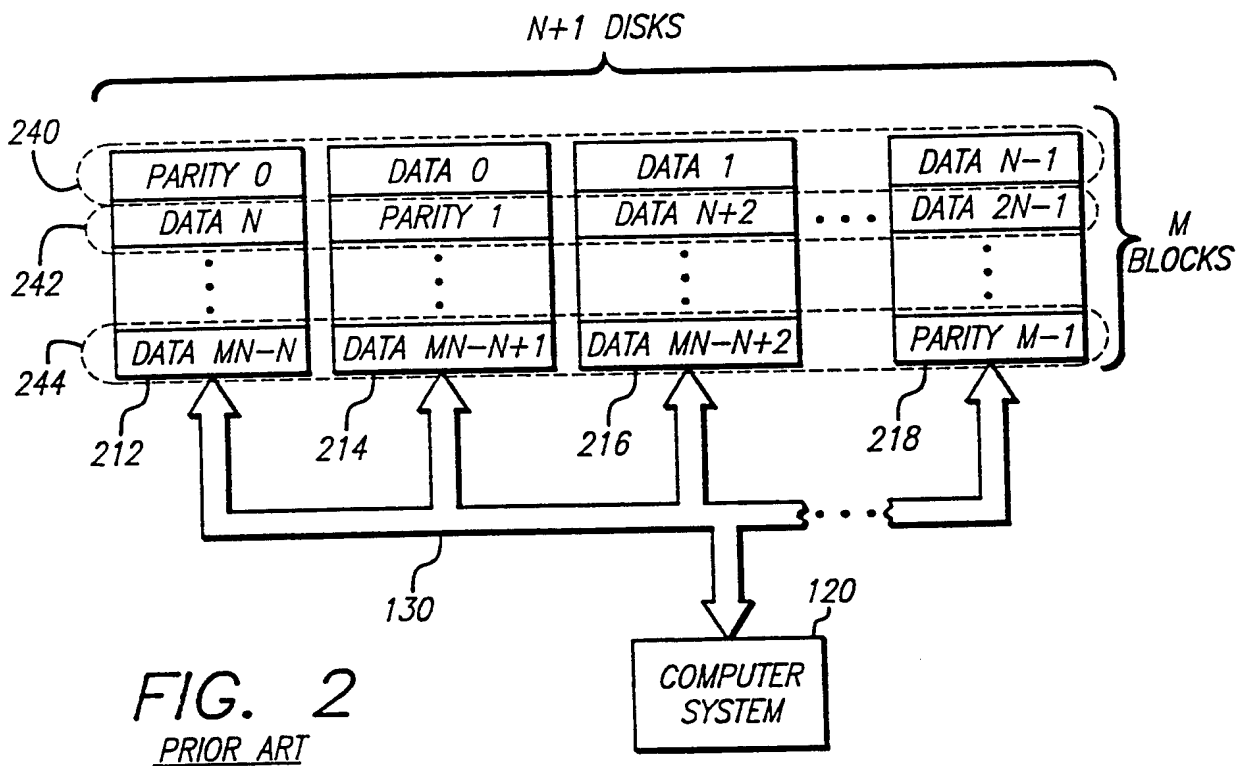 N+1 DISKS
240
PARITY 0 DATA 0 DATA 1 DATA N-1
242
DATA N PARITY 1 DATA N+2 DATA 2N-1
M
BLOCKS
244
DATA MN-N DATA MN-N+1 DATA MN-N+2 PARITY M-1
212 214 216 218
130
120
COMPUTER
SYSTEM
FIG. 2
PRIOR ART